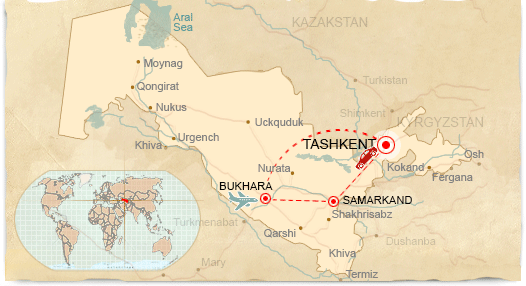 Aral
Sea
KAZAKSTAN
Moynag
Qongirat
Turkistan
Nukus
Shimkent
Uckquduk
KYRGZSTAN
Urgench
Khiva
TASHKENT
Osh
Nurata
Kokand
Fergana
BUKHARA
SAMARKAND
Shakhrisabz
Turkmenabat
Qarshi
Dushanba
Khiva
Mary
Termiz